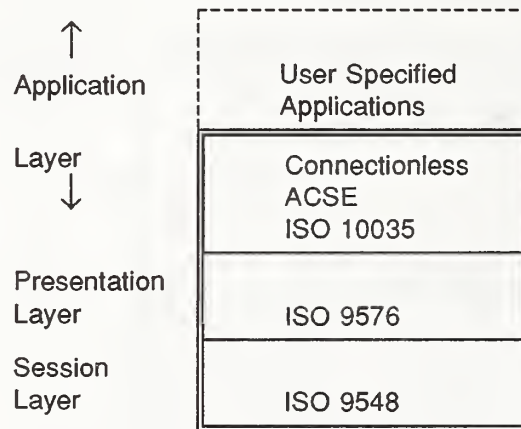 Application
Layer
User Specified
Applications
Connectionless
ACSE
ISO 10035
Presentation
Layer
ISO 9576
Session
Layer
ISO 9548